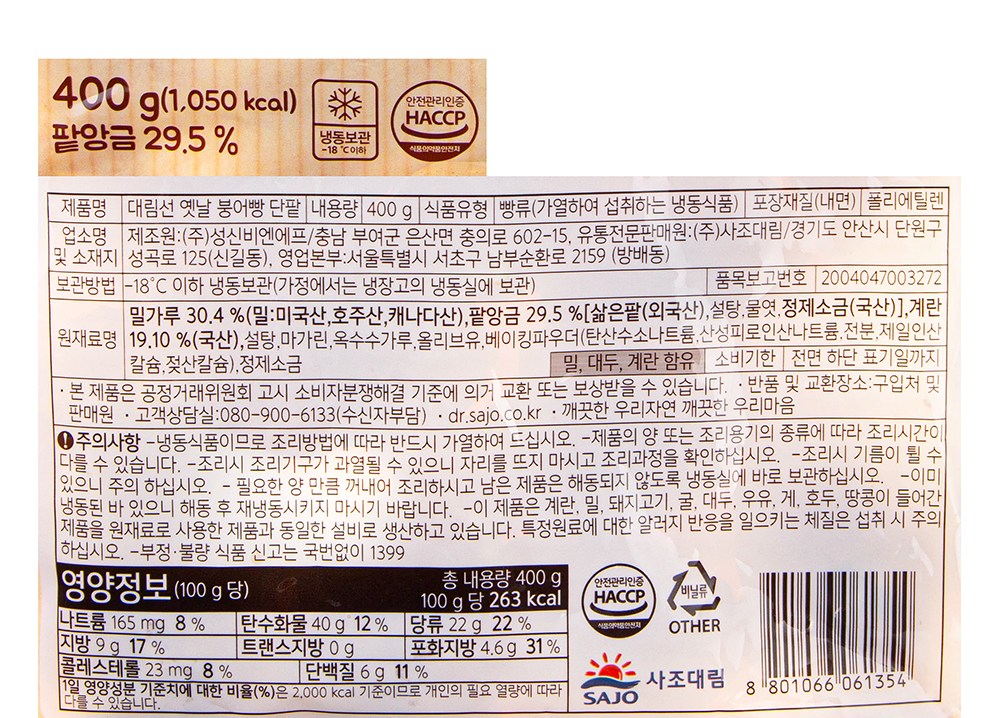 400 g(1,050 kcal)
팥앙금 29.5 %
냉동보관
-18 ℃이하
안전관리인증
HACCP
식품의약품안전처
제품명 대림선 옛날 붕어빵 단팥 내용량 400 g 식품유형 빵류(가열하여 섭취하는 냉동식품) 포장재질(내면) 폴리에틸렌
업소명 및 소재지 제조원:(주)성신비엔에프/충남 부여군 은산면 충의로 602-15, 유통전문판매원:(주)사조대림/경기도 안산시 단원구
성곡로 125(신길동), 영업본부:서울특별시 서초구 남부순환로 2159 (방배동)
보관방법 -18˚C 이하 냉동보관(가정에서는 냉장고의 냉동실에 보관) 품목보고번호 2004047003272
원재료명 밀가루 30.4 %(밀:미국산,호주산,캐나다산),팥앙금 29.5 %[삶은팥(외국산),설탕,물엿,정제소금(국산)],계란
19.10 %(국산),설탕,마가린,옥수수가루,올리브유,베이킹파우더(탄산수소나트륨,산성피로인산나트륨,전분,제일인산
칼슘,젖산칼슘),정제소금 밀, 대두, 계란 함유 소비기한 전면 하단 표기일까지
· 본 제품은 공정거래위원회 고시 소비자분쟁해결 기준에 의거 교환 또는 보상받을 수 있습니다. · 반품 및 교환장소:구입처 및
판매원 · 고객상담실:080-900-6133(수신자부담) · dr.sajo.co.kr · 깨끗한 우리자연 깨끗한 우리마음
주의사항 -냉동식품이므로 조리방법에 따라 반드시 가열하여 드십시오. -제품의 양 또는 조리용기의 종류에 따라 조리시간이
다를 수 있습니다. -조리시 조리기구가 과열될 수 있으니 자리를 뜨지 마시고 조리과정을 확인하십시오. -조리시 기름이 튈 수
있으니 주의 하십시오. - 필요한 양 만큼 꺼내어 조리하시고 남은 제품은 해동되지 않도록 냉동실에 바로 보관하십시오. -이미
냉동된 바 있으니 해동 후 재냉동시키지 마시기 바랍니다. -이 제품은 계란, 밀, 돼지고기, 굴, 대두, 우유, 게, 호두, 땅콩이 들어간
제품을 원재료로 사용한 제품과 동일한 설비로 생산하고 있습니다. 특정원료에 대한 알러지 반응을 일으키는 체질은 섭취 시 주의
하십시오. -부정·불량 식품 신고는 국번없이 1399
영양정보 (100 g 당) 총 내용량 400 g
100 g 당 263 kcal
나트륨 165 mg 8 % 탄수화물 40 g 12 % 당류 22 g 22 %
지방 9 g 17 % 트랜스지방 0 g 포화지방 4.6 g 31 %
콜레스테롤 23 mg 8 % 단백질 6 g 11 %
1일 영양성분 기준치에 대한 비율(%)은 2,000 kcal 기준이므로 개인의 필요 열량에 따라
다를 수 있습니다.
안전관리인증
HACCP
식품의약품안전처
비닐류
OTHER
SAJO 사조대림
8 801066 061354